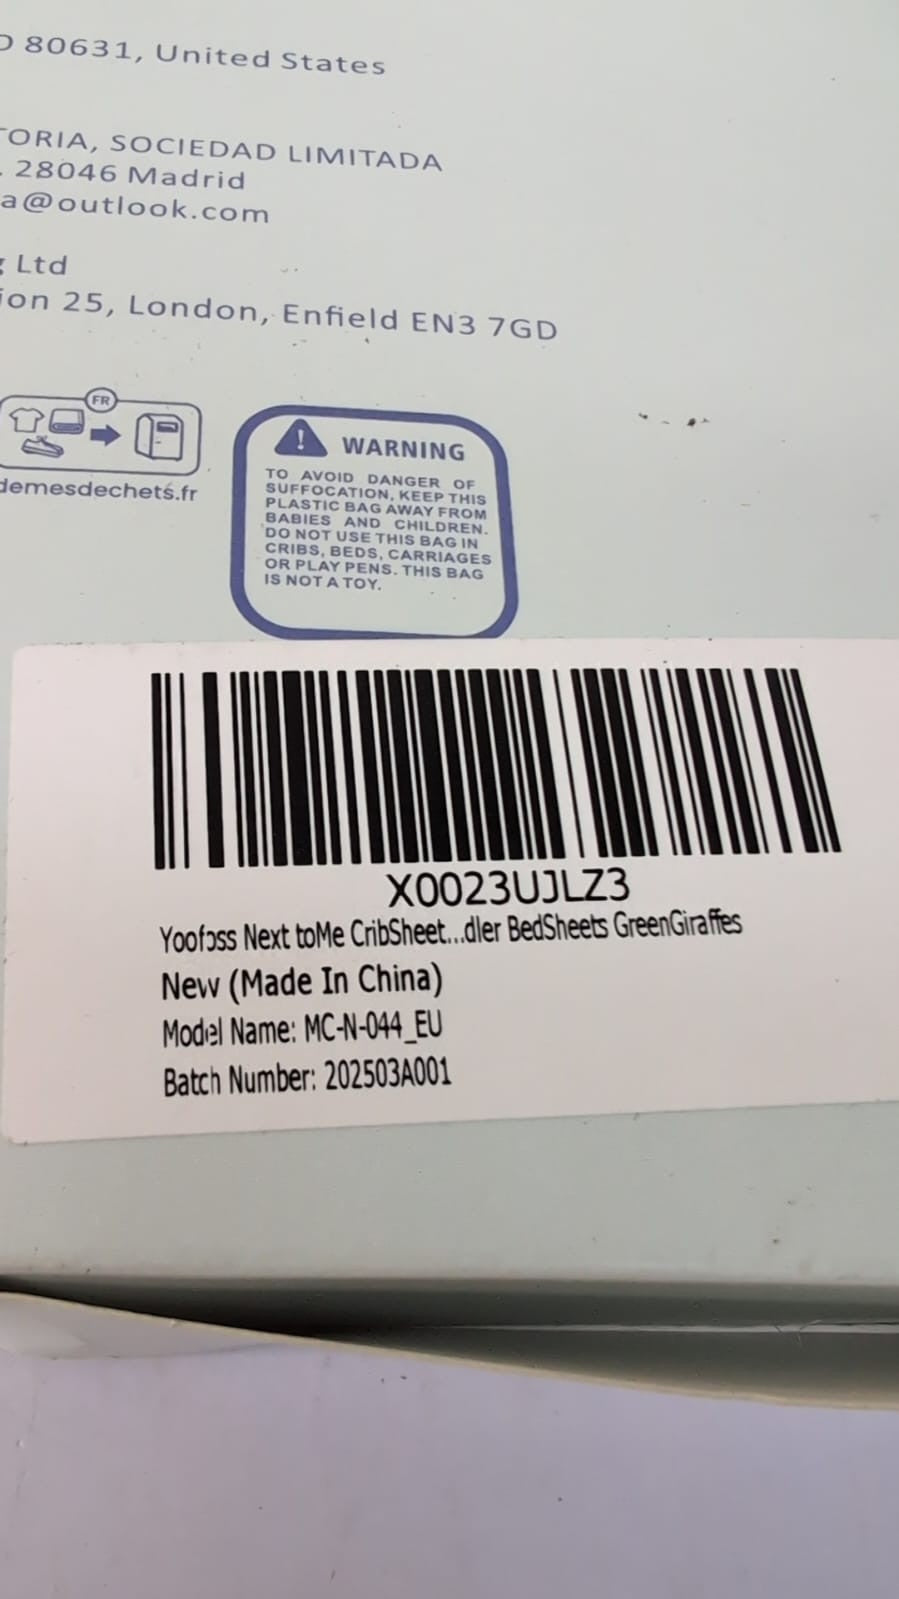 80631, United States
TORIA, SOCIEDAD LIMITADA
28046 Madrid
a@outlook.com
Ltd
ion 25, London, Enfield EN3 7GD
FR
demesdechets.fr
WARNING
TO AVOID DANGER OF
SUFFOCATION, KEEP THIS
PLASTIC BAG AWAY FROM
BABIES AND CHILDREN.
DO NOT USE THIS BAG IN
CRIBS, BEDS, CARRIAGES
OR PLAY PENS. THIS BAG
IS NOT A TOY.
X0023UJLZ3
Yoofoss Next toMe CribSheet...dler BedSheets GreenGiraffes
New (Made In China)
Model Name: MC-N-044_EU
Batch Number: 202503A001